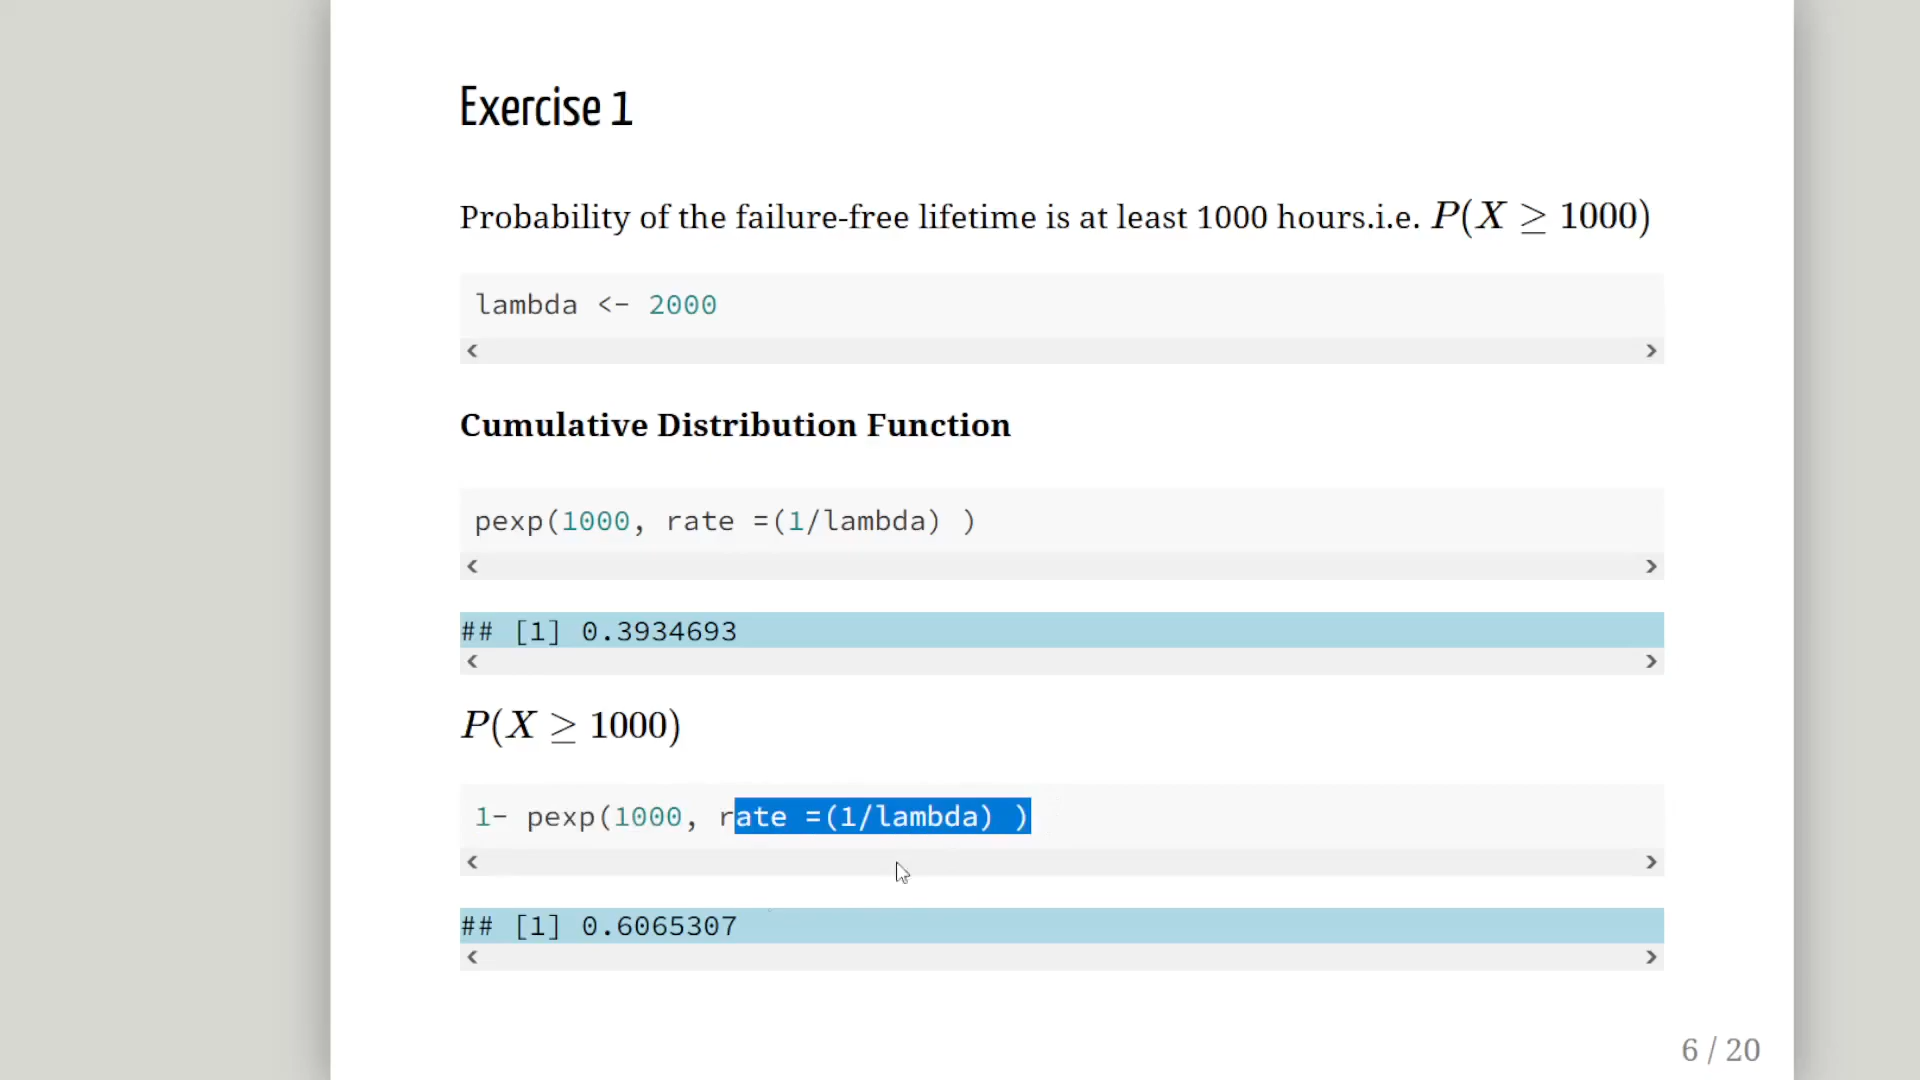 Exercise 1
Probability of the failure-free lifetime is at least 1000 hours.i.e. P(X ≥ 1000)
lambda <- 2000
Cumulative Distribution Function
pexp(1000, rate =(1/lambda) )
## [1] 0.3934693
P(X ≥ 1000)
1- pexp(1000, rate =(1/lambda) )
## [1] 0.6065307
6 / 20